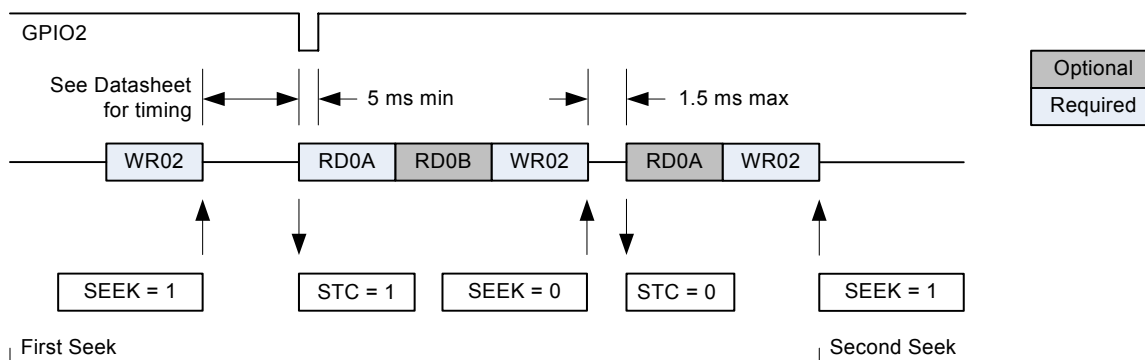 GPIO2
See Datasheet
for timing
5 ms min
1.5 ms max
Optional
Required
WR02
RD0A
RD0B
WR02
RD0A
WR02
SEEK = 1
STC = 1
SEEK = 0
STC = 0
SEEK = 1
First Seek
Second Seek